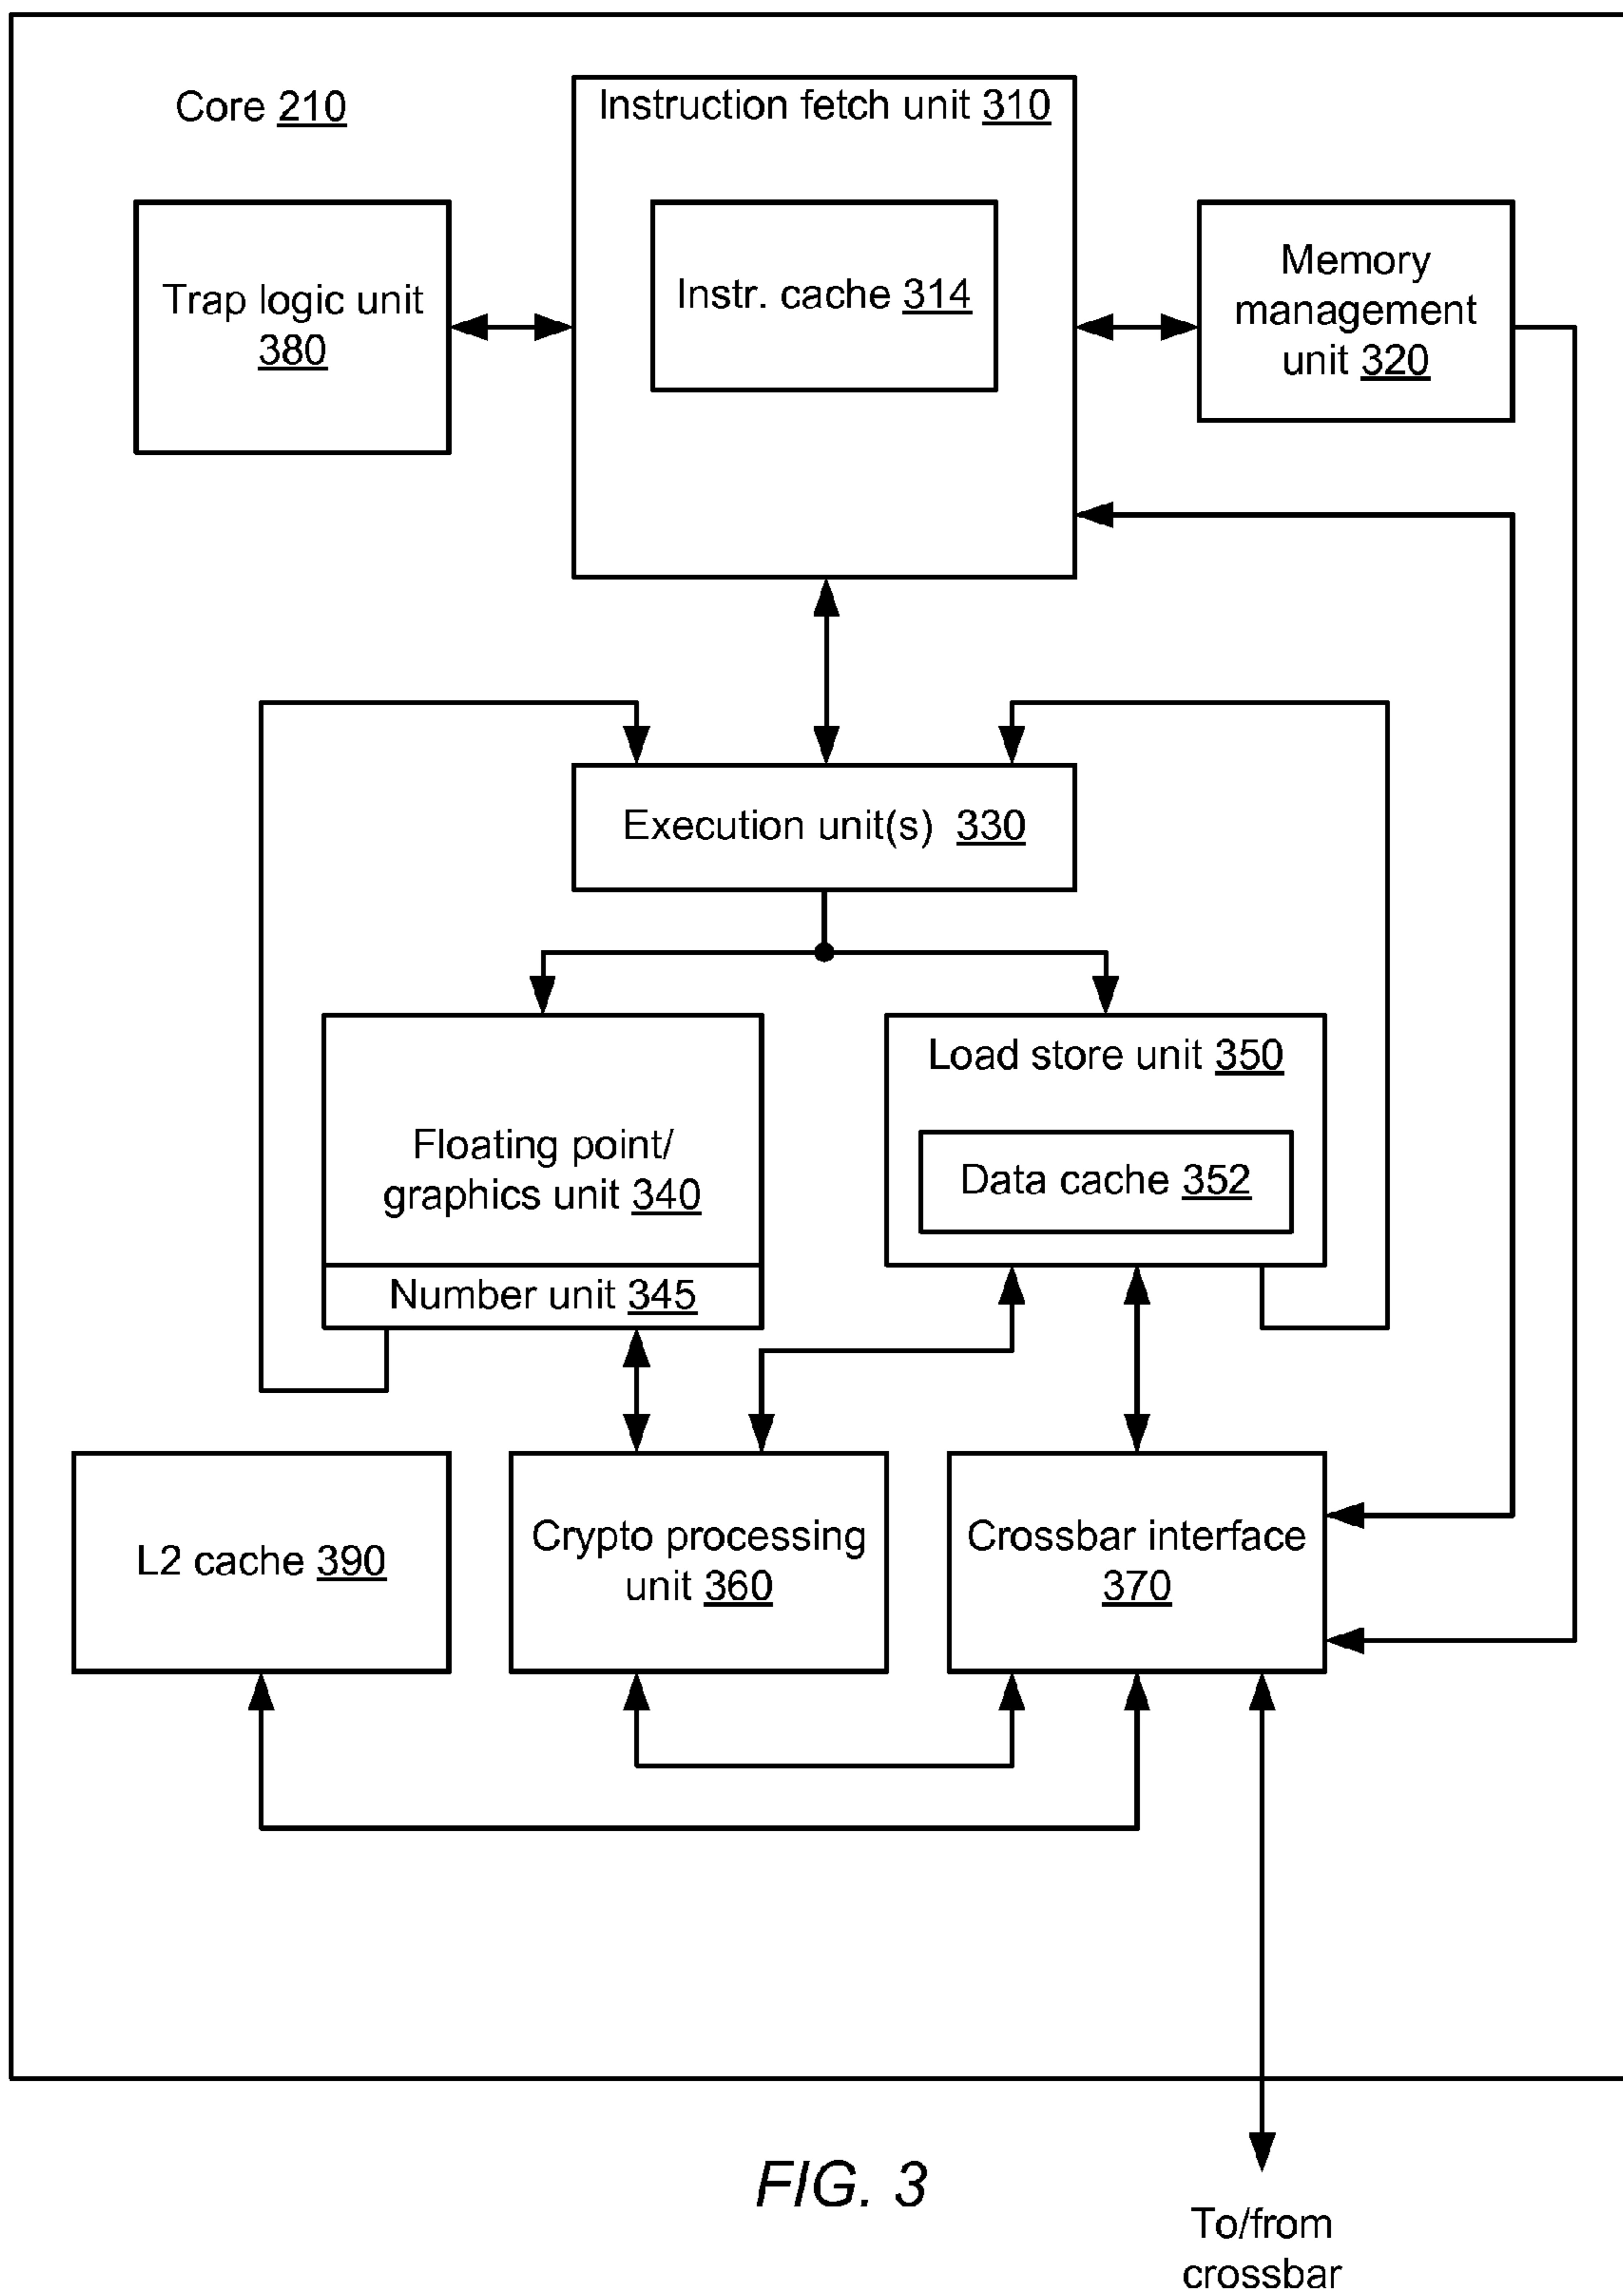 Core 210
Instruction fetch unit 310
Trap logic unit
380
Instr. cache 314
Memory
management
unit 320
Execution unit(s) 330
Floating point/
graphics unit 340
Number unit 345
Load store unit 350
Data cache 352
L2 cache 390
Crypto processing
unit 360
Crossbar interface
370
FIG. 3
To/from
crossbar